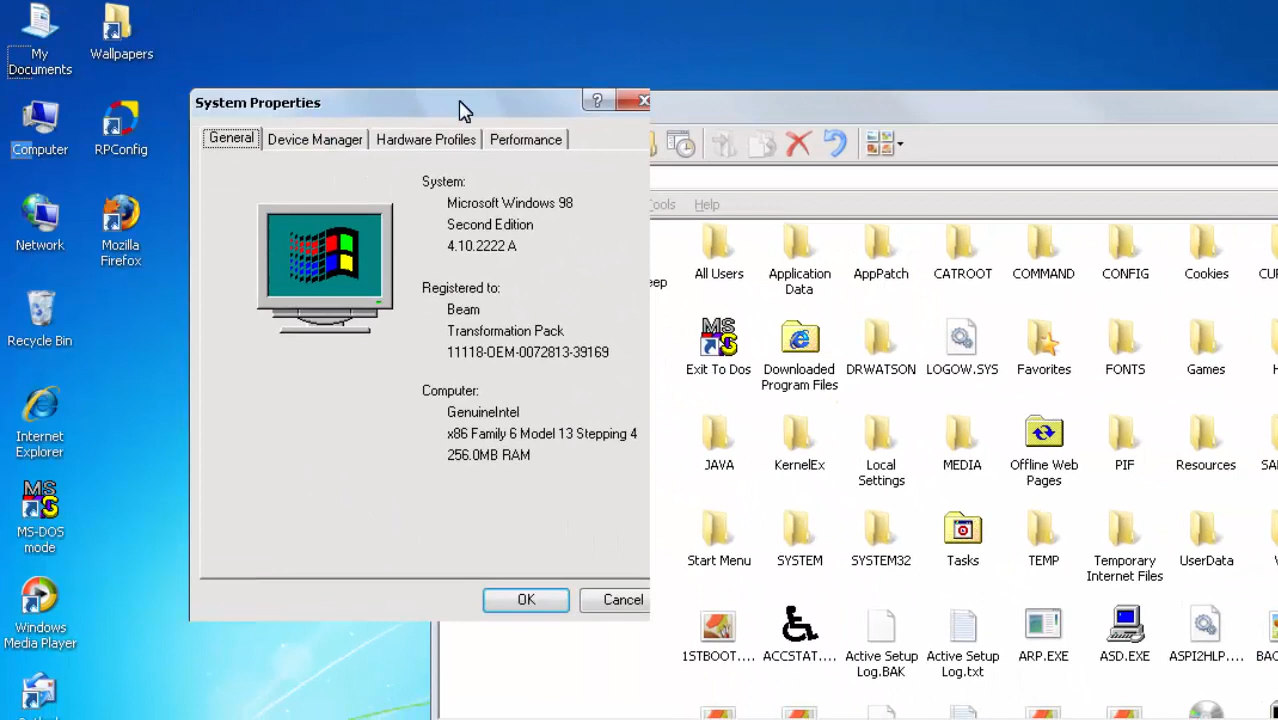 My
Documents
Wallpapers
Computer
RPConfig
Network
Mozilla
Firefox
Recycle Bin
Internet
Explorer
MS-DOS
mode
Windows
Media Player
System Properties
General
Device Manager
Hardware Profiles
Performance
System:
Microsoft Windows 98
Second Edition
4.10.2222 A
Registered to:
Beam
Transformation Pack
11118-OEM-0072813-39169
Computer:
GenuineIntel
x86 Family 6 Model 13 Stepping 4
256.0MB RAM
OK
Cancel
Tools
Help
All Users
Application
Data
AppPatch
CATROOT
COMMAND
CONFIG
Cookies
Exit To Dos
Downloaded
Program Files
DRWATSON
LOGOW.SYS
Favorites
FONTS
Games
JAVA
KernelEx
Local
Settings
MEDIA
Offline Web
Pages
PIF
Resources
Start Menu
SYSTEM
SYSTEM32
Tasks
TEMP
Temporary
Internet Files
UserData
1STBOOT....
ACCSTAT....
Active Setup
Log.BAK
Active Setup
Log.txt
ARP.EXE
ASD.EXE
ASPI2HLP....